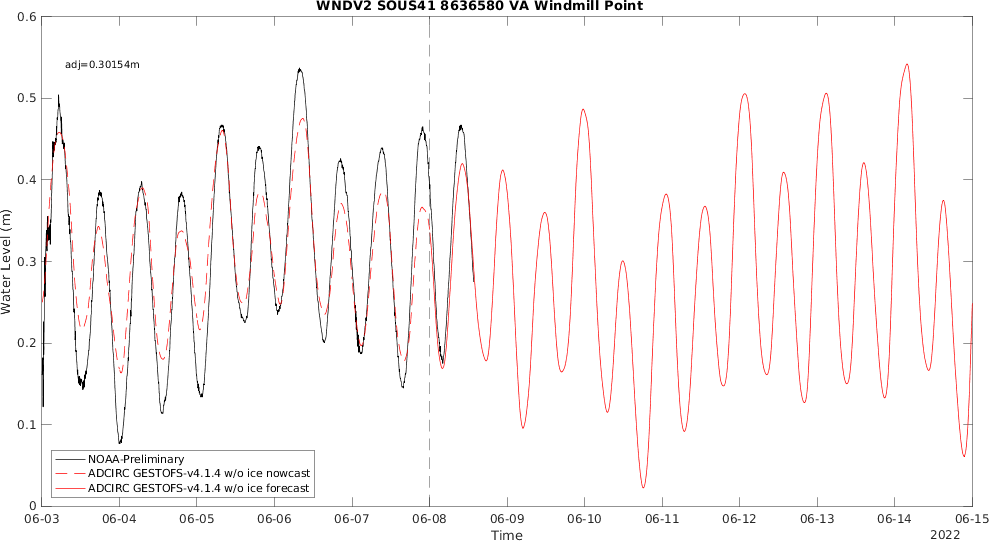 WNDV2 SOUS41 8636580 VA Windmill Point
0.6
adj=0.30154m
0.5
0.4
0.3
0.2
0.1
0
Water Level (m)
NOAA-Preliminary
ADCIRC GESTOFS-v4.1.4 w/o ice nowcast
ADCIRC GESTOFS-v4.1.4 w/o ice forecast
06-03 06-04 06-05 06-06 06-07 06-08 06-09 06-10 06-11 06-12 06-13 06-14 06-15
Time
2022